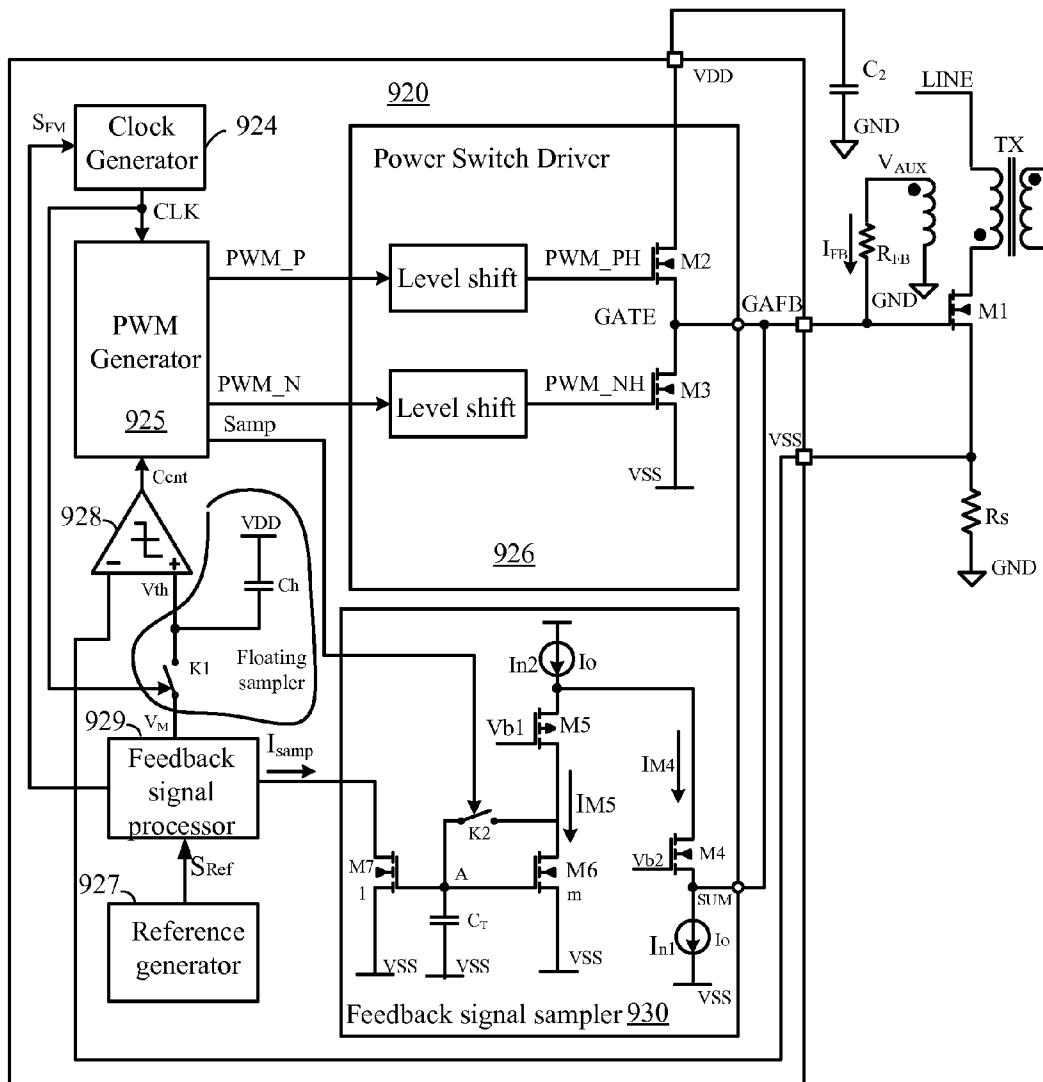 920
VDD
C2
GND
LINE
TX
SFM
Clock
Generator
924
CLK
Power Switch Driver
VAUX
IFB
RFB
GND
PWM_P
Level shift
PWM_PH
M2
GATE
GAFB
M1
PWM
Generator
925
PWM_N
Level shift
PWM_NH
M3
Samp
VSS
VSS
Rs
GND
926
Ccnt
928
-
+
Vth
VDD
Ch
K1
Floating
sampler
VM
929
Feedback
signal
processor
Isamp
SRef
927
Reference
generator
In2
Io
Vb1
M5
IM5
IM4
K2
M7
1
A
M6
m
Vb2
M4
SUM
CT
In1
Io
VSS
VSS
VSS
VSS
Feedback signal sampler 930